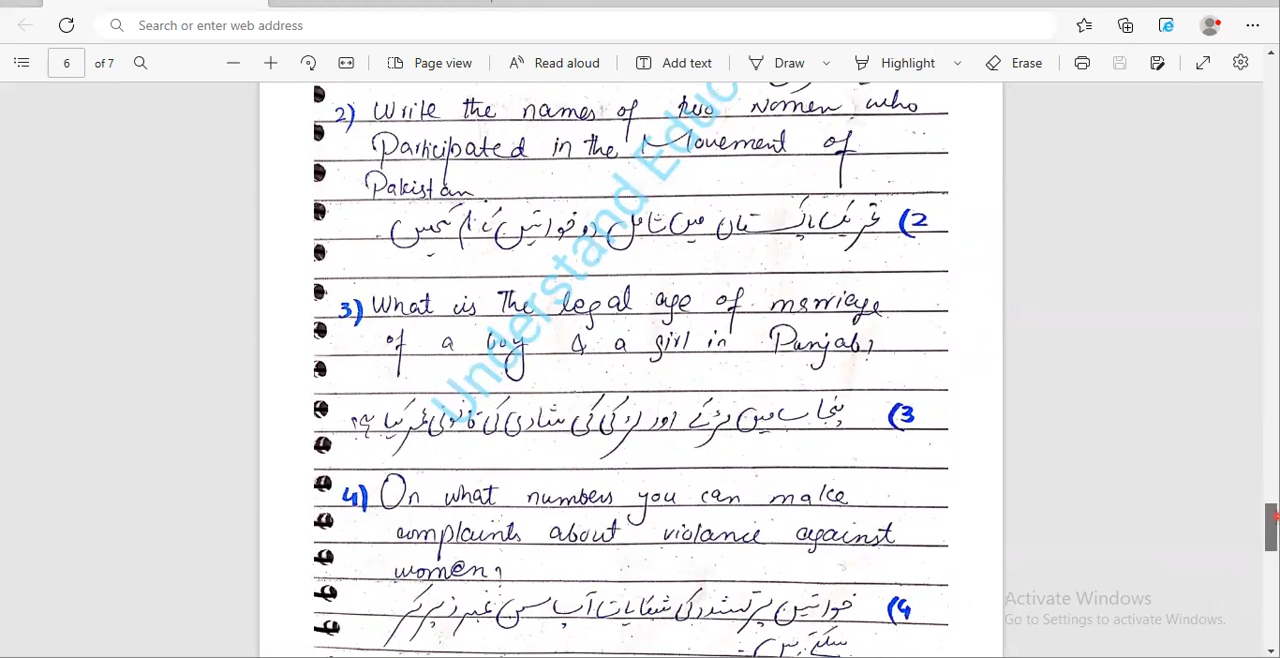 Search or enter web address
6 of 7
Page view
Read aloud
Add text
Draw
Highlight
Erase
2) Write the names of two women who
Participated in the Movement of
Pakistan.
2) تحریک پاکستان میں شامل دو خواتین کے نام لکھیں۔
3) What is The legal age of marriage
of a boy & a girl in Punjab?
3) پنجاب میں لڑکے اور لڑکی کی شادی کی قانونی عمر کیا ہے؟
4) On what numbers you can make
complaints about violance against
women?
4) خواتین پر تشدد کی شکایات آپ کن نمبرز پر کر
سکتے ہیں۔
Understand Educ
Activate Windows
Go to Settings to activate Windows.